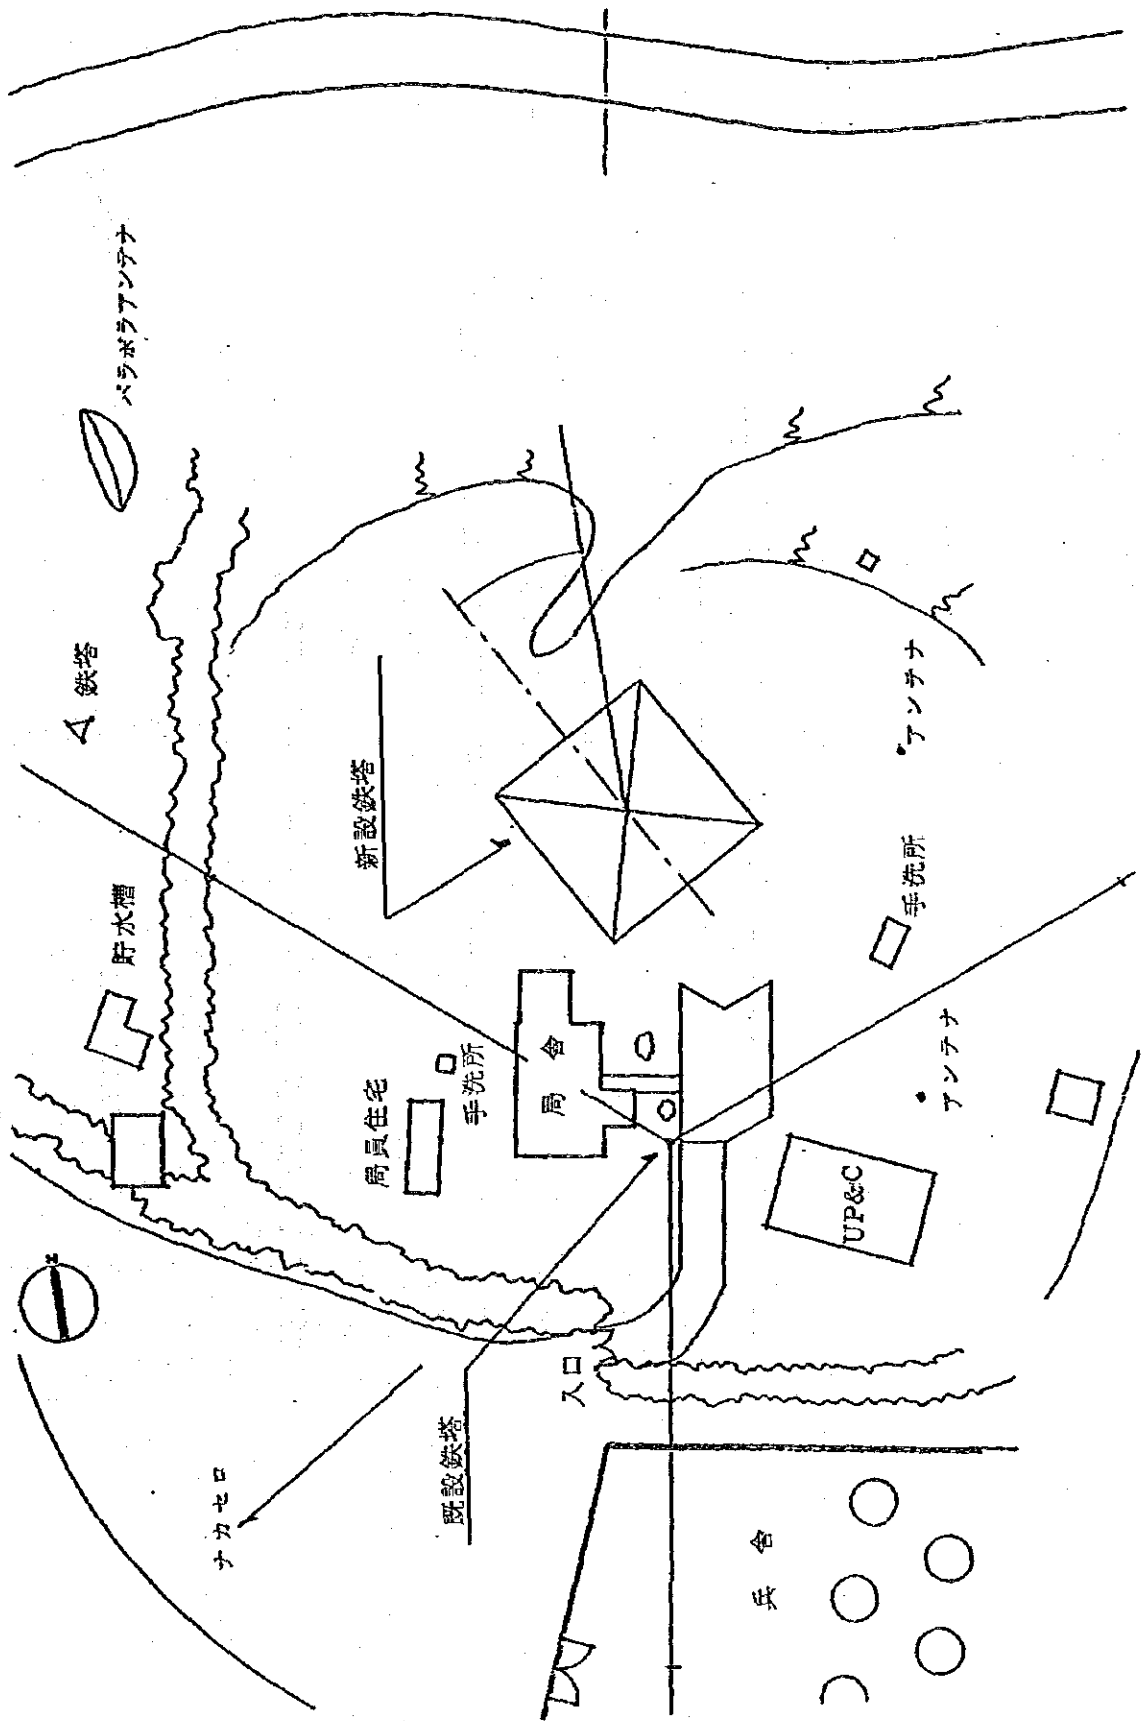 パラボラアンテナ
鉄塔
貯水槽
新設鉄塔
手洗所
局員住宅
局舎
アンテナ
手洗所
アンテナ
UP&C
入口
既設鉄塔
ナカセロ
兵舎